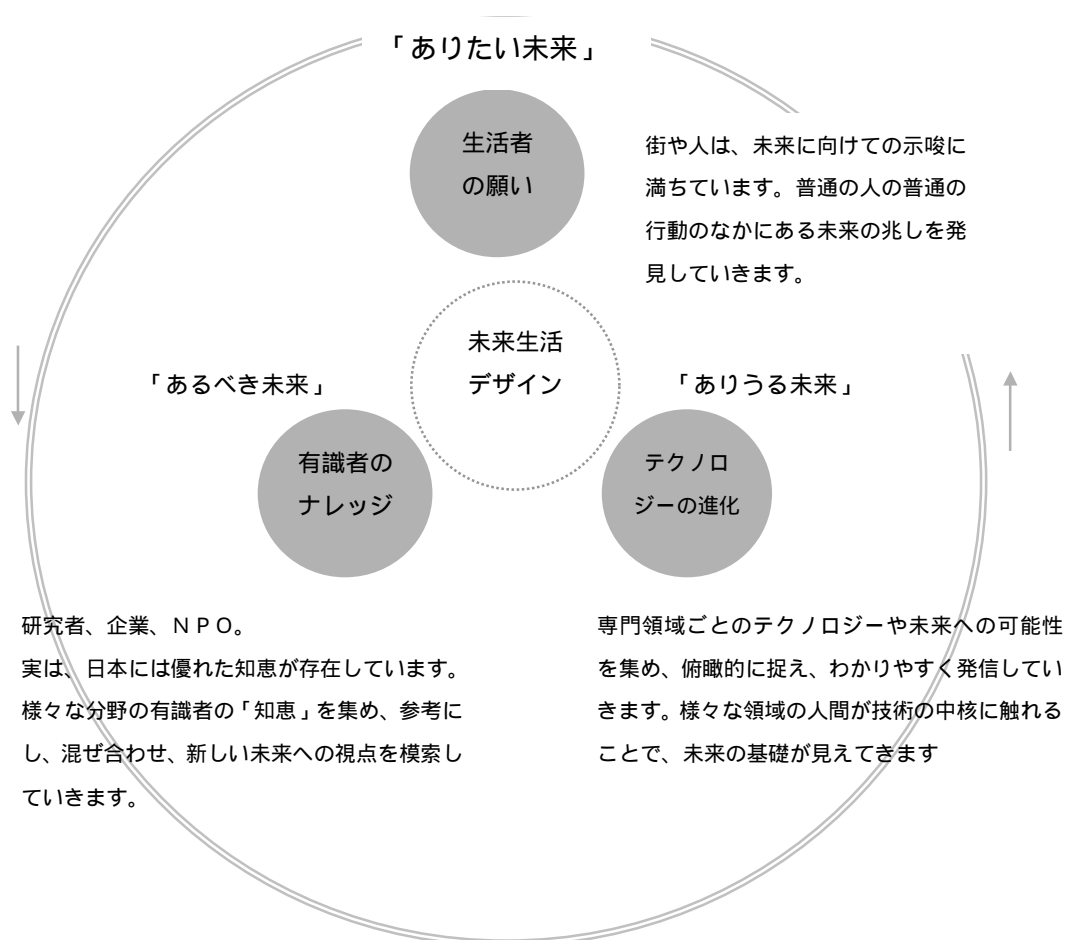 「ありたい未来」
生活者
の願い
街や人は、未来に向けての示唆に
満ちています。普通の人の普通の
行動のなかにある未来の兆しを発
見していきます。
未来生活
デザイン
「あるべき未来」
「ありうる未来」
有識者の
ナレッジ
テクノロ
ジーの進化
研究者、企業、ＮＰＯ。
実は、日本には優れた知恵が存在しています。
様々な分野の有識者の「知恵」を集め、参考に
し、混ぜ合わせ、新しい未来への視点を模索し
ていきます。
専門領域ごとのテクノロジーや未来への可能性
を集め、俯瞰的に捉え、わかりやすく発信してい
きます。様々な領域の人間が技術の中核に触れる
ことで、未来の基礎が見えてきます